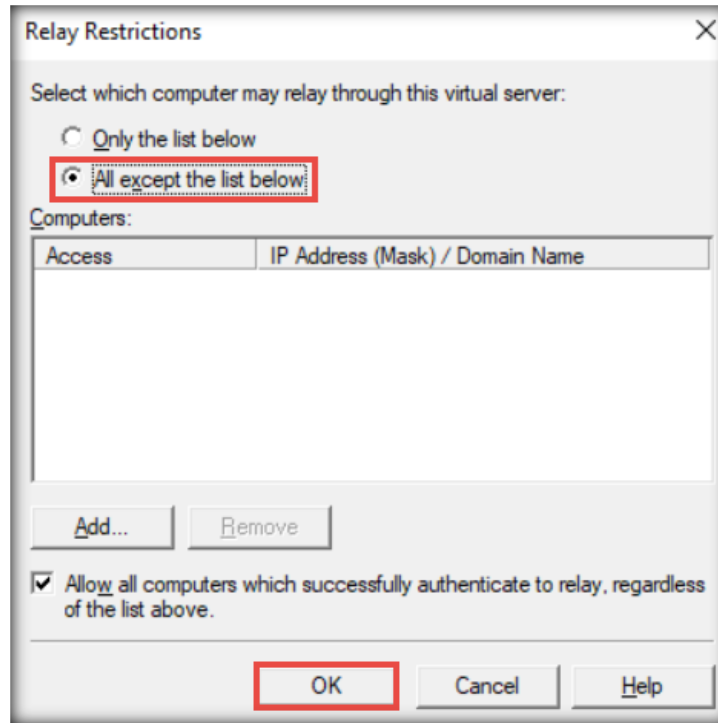 Relay Restrictions
Select which computer may relay through this virtual server:
Only the list below
All except the list below
Computers:
Access IP Address (Mask) / Domain Name
Add... Remove
Allow all computers which successfully authenticate to relay, regardless
of the list above.
OK Cancel Help